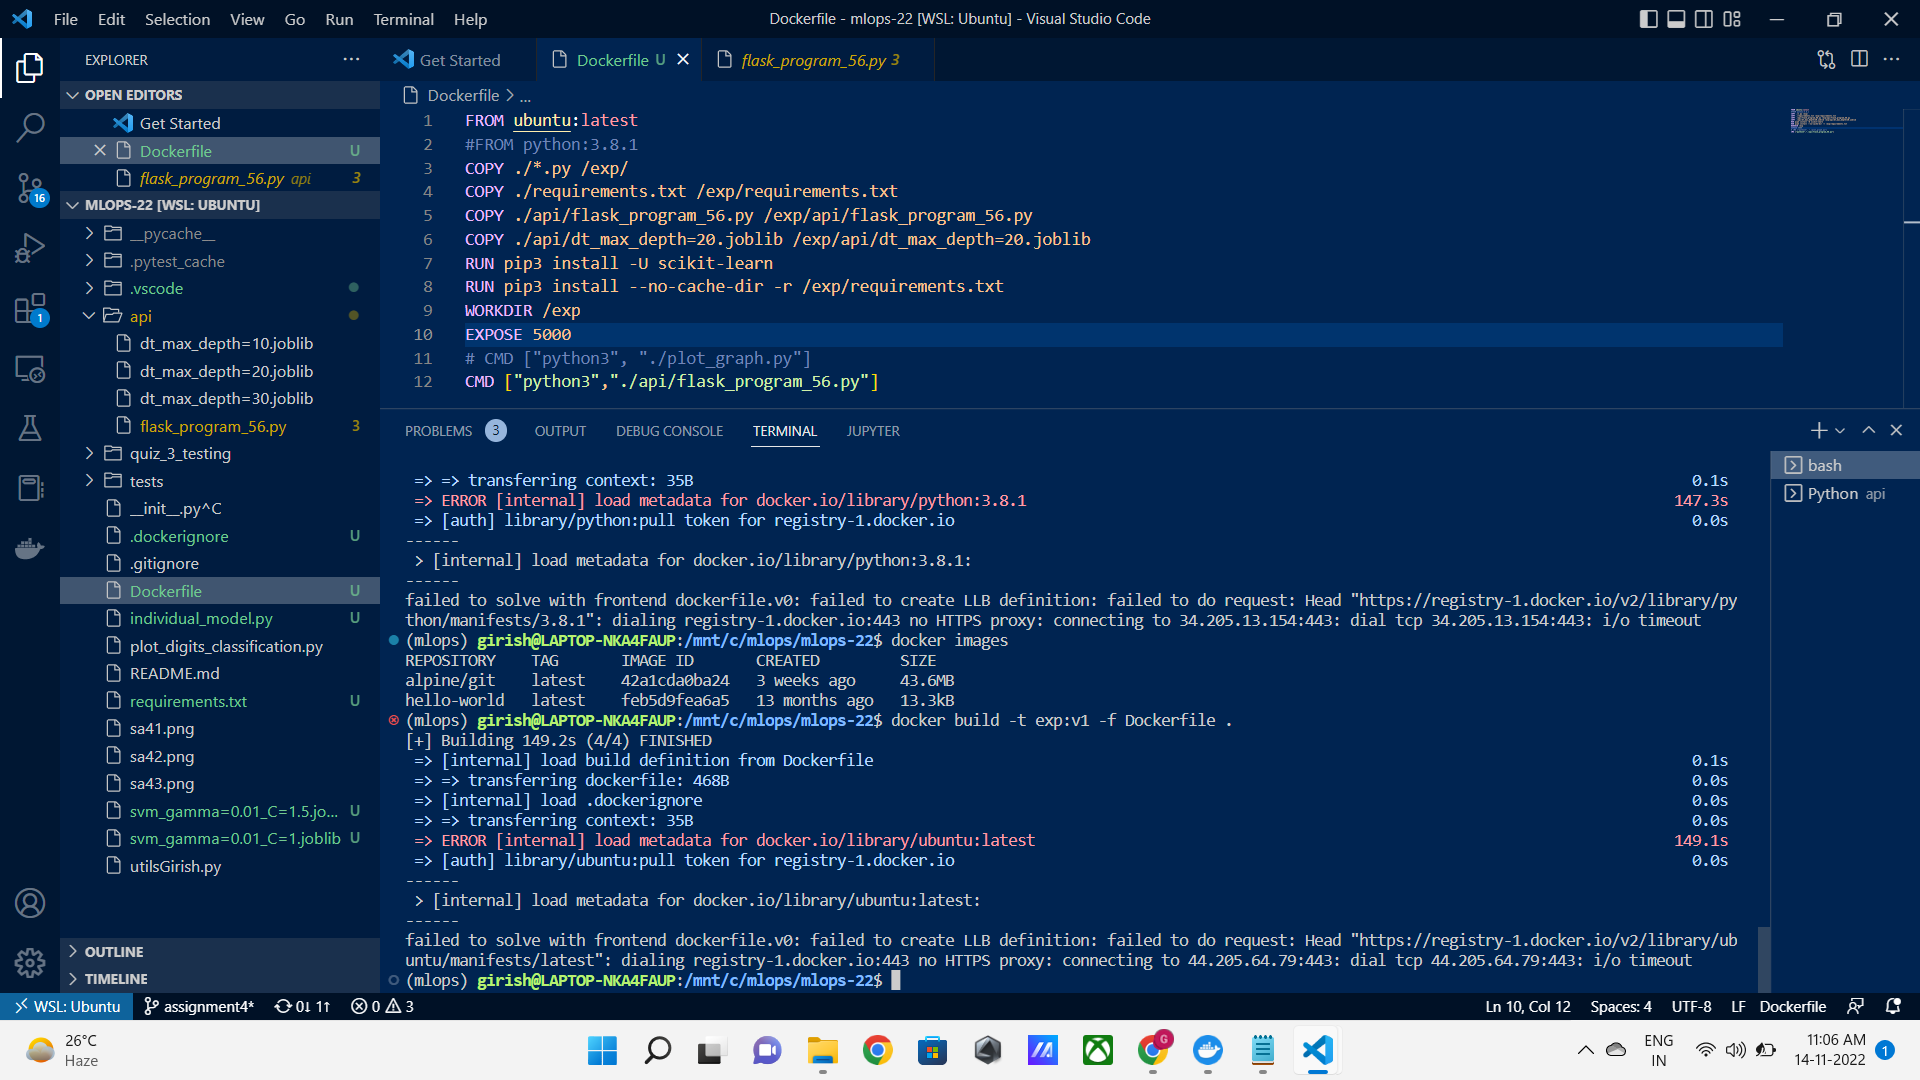 File Edit Selection View Go Run Terminal Help
Dockerfile - mlops-22 [WSL: Ubuntu] - Visual Studio Code
EXPLORER
OPEN EDITORS
Get Started
Dockerfile U
flask_program_56.py api 3
MLOPS-22 [WSL: UBUNTU]
__pycache__
.pytest_cache
.vscode
api
dt_max_depth=10.joblib
dt_max_depth=20.joblib
dt_max_depth=30.joblib
flask_program_56.py 3
quiz_3_testing
tests
__init__.py^C
.dockerignore U
.gitignore
Dockerfile U
individual_model.py U
plot_digits_classification.py
README.md
requirements.txt U
sa41.png
sa42.png
sa43.png
svm_gamma=0.01_C=1.5.jo... U
svm_gamma=0.01_C=1.joblib U
utilsGirish.py
OUTLINE
TIMELINE
16
1
Get Started
Dockerfile U
flask_program_56.py 3
Dockerfile > ...
1 FROM ubuntu:latest
2 #FROM python:3.8.1
3 COPY ./*.py /exp/
4 COPY ./requirements.txt /exp/requirements.txt
5 COPY ./api/flask_program_56.py /exp/api/flask_program_56.py
6 COPY ./api/dt_max_depth=20.joblib /exp/api/dt_max_depth=20.joblib
7 RUN pip3 install -U scikit-learn
8 RUN pip3 install --no-cache-dir -r /exp/requirements.txt
9 WORKDIR /exp
10 EXPOSE 5000
11 # CMD ["python3", "./plot_graph.py"]
12 CMD ["python3","./api/flask_program_56.py"]
PROBLEMS 3 OUTPUT DEBUG CONSOLE TERMINAL JUPYTER
bash
Python api
=> => transferring context: 35B 0.1s
=> ERROR [internal] load metadata for docker.io/library/python:3.8.1 147.3s
=> [auth] library/python:pull token for registry-1.docker.io 0.0s
------
> [internal] load metadata for docker.io/library/python:3.8.1:
------
failed to solve with frontend dockerfile.v0: failed to create LLB definition: failed to do request: Head "https://registry-1.docker.io/v2/library/py
thon/manifests/3.8.1": dialing registry-1.docker.io:443 no HTTPS proxy: connecting to 34.205.13.154:443: dial tcp 34.205.13.154:443: i/o timeout
(mlops) girish@LAPTOP-NKA4FAUP:/mnt/c/mlops/mlops-22$ docker images
REPOSITORY TAG IMAGE ID CREATED SIZE
alpine/git latest 42a1cda0ba24 3 weeks ago 43.6MB
hello-world latest feb5d9fea6a5 13 months ago 13.3kB
(mlops) girish@LAPTOP-NKA4FAUP:/mnt/c/mlops/mlops-22$ docker build -t exp:v1 -f Dockerfile .
[+] Building 149.2s (4/4) FINISHED
=> [internal] load build definition from Dockerfile 0.1s
=> => transferring dockerfile: 468B 0.0s
=> [internal] load .dockerignore 0.0s
=> => transferring context: 35B 0.0s
=> ERROR [internal] load metadata for docker.io/library/ubuntu:latest 149.1s
=> [auth] library/ubuntu:pull token for registry-1.docker.io 0.0s
------
> [internal] load metadata for docker.io/library/ubuntu:latest:
------
failed to solve with frontend dockerfile.v0: failed to create LLB definition: failed to do request: Head "https://registry-1.docker.io/v2/library/ub
untu/manifests/latest": dialing registry-1.docker.io:443 no HTTPS proxy: connecting to 44.205.64.79:443: dial tcp 44.205.64.79:443: i/o timeout
(mlops) girish@LAPTOP-NKA4FAUP:/mnt/c/mlops/mlops-22$
WSL: Ubuntu assignment4* 0↓ 1↑ 0 3
Ln 10, Col 12 Spaces: 4 UTF-8 LF Dockerfile
26°C
Haze
G
ENG
IN
11:06 AM
14-11-2022
1